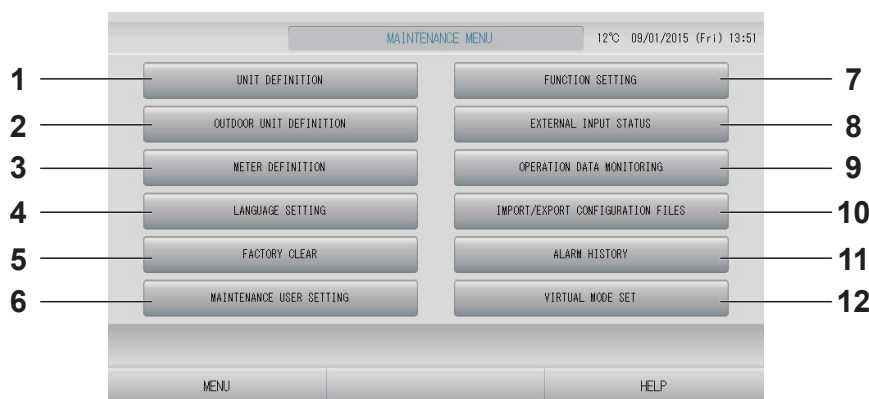 MAINTENANCE MENU 12°C 09/01/2015 (Fri) 13:51
1 UNIT DEFINITION FUNCTION SETTING 7
2 OUTDOOR UNIT DEFINITION EXTERNAL INPUT STATUS 8
3 METER DEFINITION OPERATION DATA MONITORING 9
4 LANGUAGE SETTING IMPORT/EXPORT CONFIGURATION FILES 10
5 FACTORY CLEAR ALARM HISTORY 11
6 MAINTENANCE USER SETTING VIRTUAL MODE SET 12
MENU HELP